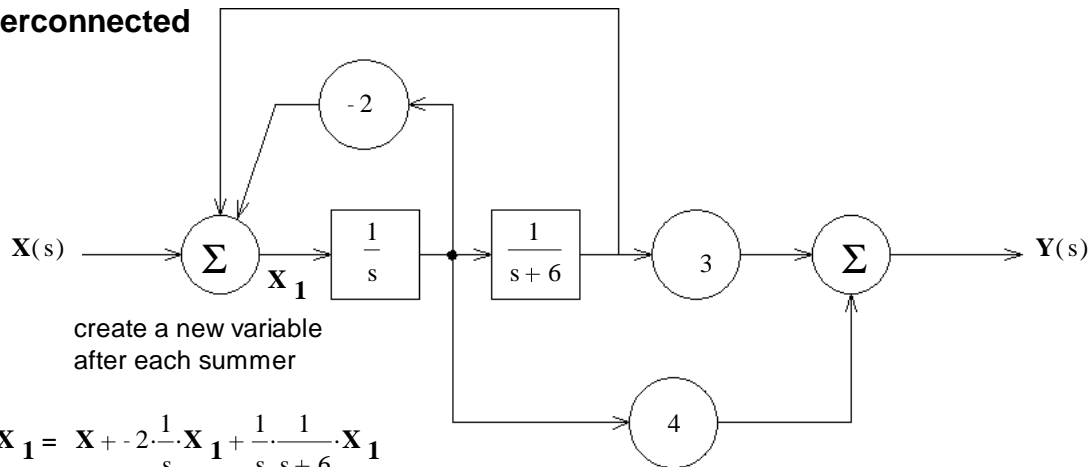 erconnected
-2
X(s)
Σ
X 1
1/s
1/(s + 6)
3
Σ
Y(s)
create a new variable
after each summer
4
X 1 = X + -2·1/s·X 1 + 1/s·1/(s + 6)·X 1